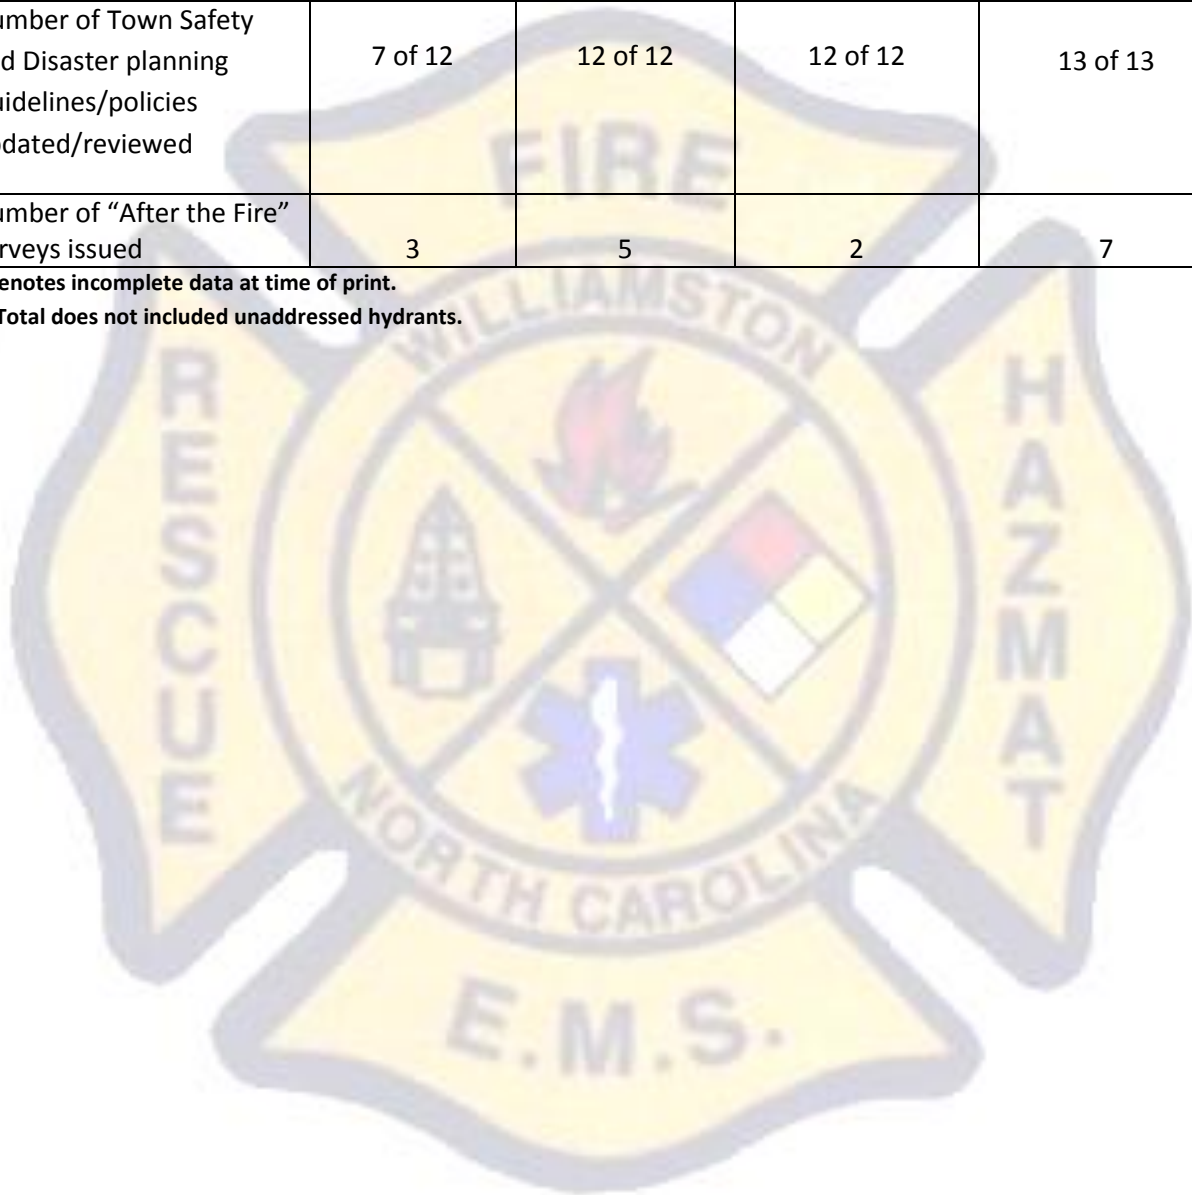 umber of Town Safety
d Disaster planning
uidelines/policies
dated/reviewed
7 of 12
12 of 12
12 of 12
13 of 13
umber of “After the Fire”
rveys issued
3
5
2
7
enotes incomplete data at time of print.
Total does not included unaddressed hydrants.
FIRE
WILLIAMSTON
RESCUE
HAZMAT
NORTH CAROLINA
E.M.S.